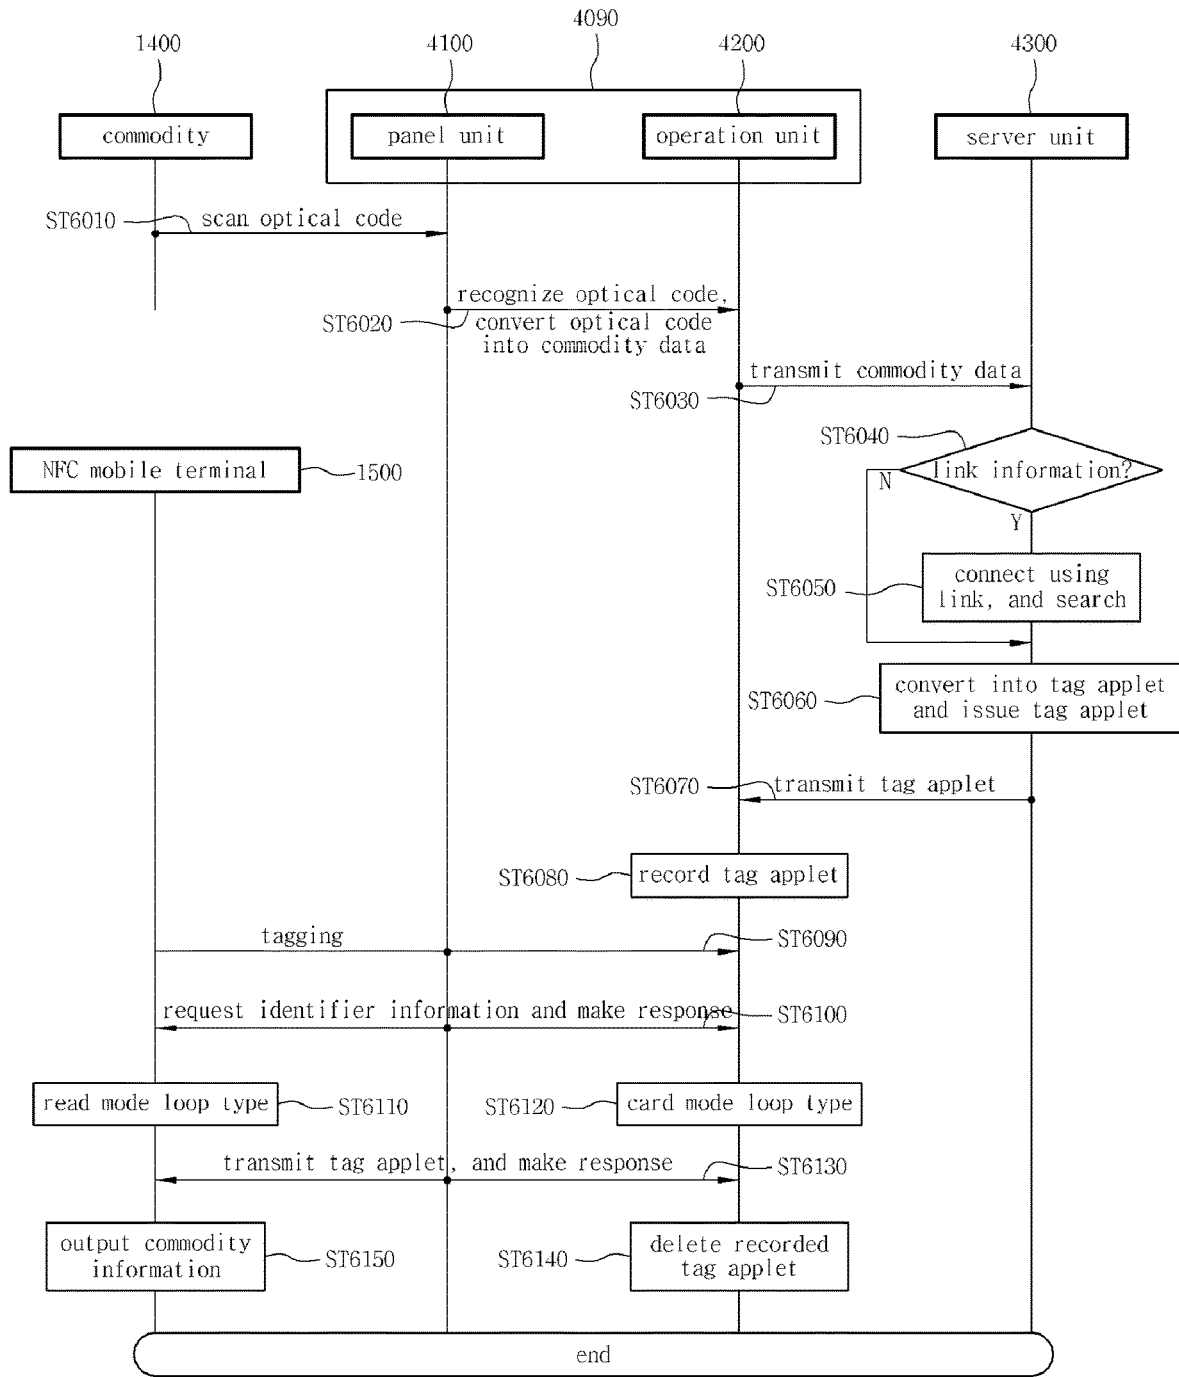 4090
1400
4100
4200
4300
commodity
panel unit
operation unit
server unit
ST6010
scan optical code
recognize optical code,
ST6020
convert optical code
into commodity data
transmit commodity data
ST6030
ST6040
link information?
NFC mobile terminal
1500
N
Y
ST6050
connect using
link, and search
ST6060
convert into tag applet
and issue tag applet
ST6070
transmit tag applet
ST6080
record tag applet
tagging
ST6090
request identifier information and make response
ST6100
read mode loop type
ST6110
ST6120
card mode loop type
transmit tag applet, and make response
ST6130
output commodity
information
ST6150
ST6140
delete recorded
tag applet
end